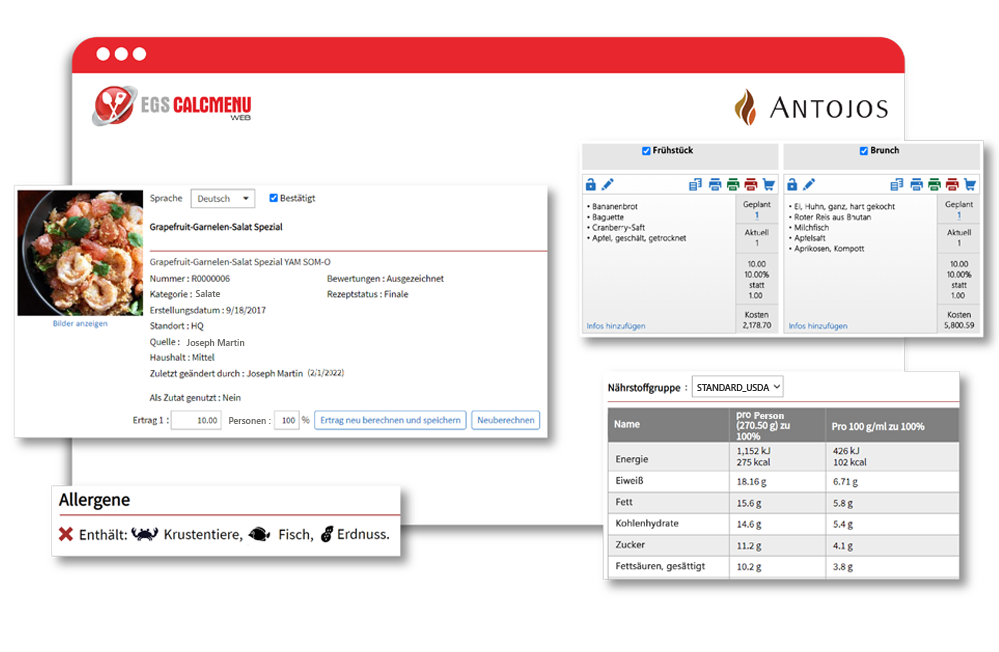 EGS CALCMENU
WEB
ANTOJOS
Sprache Deutsch Bestätigt
Grapefruit-Garnelen-Salat Spezial
Grapefruit-Garnelen-Salat Spezial YAM SOM-O
Nummer : R0000006 Bewertungen : Ausgezeichnet
Kategorie : Salate Rezeptstatus : Finale
Erstellungsdatum : 9/18/2017
Standort : HQ
Quelle : Joseph Martin
Haushalt : Mittel
Zuletzt geändert durch : Joseph Martin (2/1/2022)
Als Zutat genutzt : Nein
Bilder anzeigen
Ertrag 1 : 10.00 Personen : 100 % Ertrag neu berechnen und speichern Neuberechnen
Frühstück
• Bananenbrot
• Baguette
• Cranberry-Saft
• Apfel, geschält, getrocknet
Geplant
1
Aktuell
1
10.00
10.00%
statt
1.00
Infos hinzufügen
Kosten
2,178.70
Brunch
• Ei, Huhn, ganz, hart gekocht
• Roter Reis aus Bhutan
• Milchfisch
• Apfelsaft
• Aprikosen, Kompott
Geplant
1
Aktuell
1
10.00
10.00%
statt
1.00
Infos hinzufügen
Kosten
5,800.59
Allergene
Enthält: Krustentiere, Fisch, Erdnuss.
Nährstoffgruppe : STANDARD_USDA
Name pro Person (270.50 g) zu 100% Pro 100 g/ml zu 100%
Energie 1,152 kJ 426 kJ
275 kcal 102 kcal
Eiweiß 18.16 g 6.71 g
Fett 15.6 g 5.8 g
Kohlenhydrate 14.6 g 5.4 g
Zucker 11.2 g 4.1 g
Fettsäuren, gesättigt 10.2 g 3.8 g